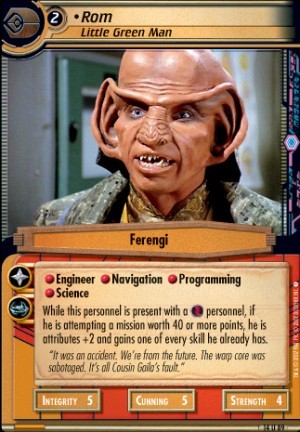 2
• Rom
Little Green Man
Ferengi
Engineer Navigation Programming
Science
While this personnel is present with a personnel, if
he is attempting a mission worth 40 or more points, he is
attributes +2 and gains one of every skill he already has.
"It was an accident. We're from the future. The warp core was
sabotaged. It's all Cousin Gaila's fault."
INTEGRITY 5 CUNNING 5 STRENGTH 4